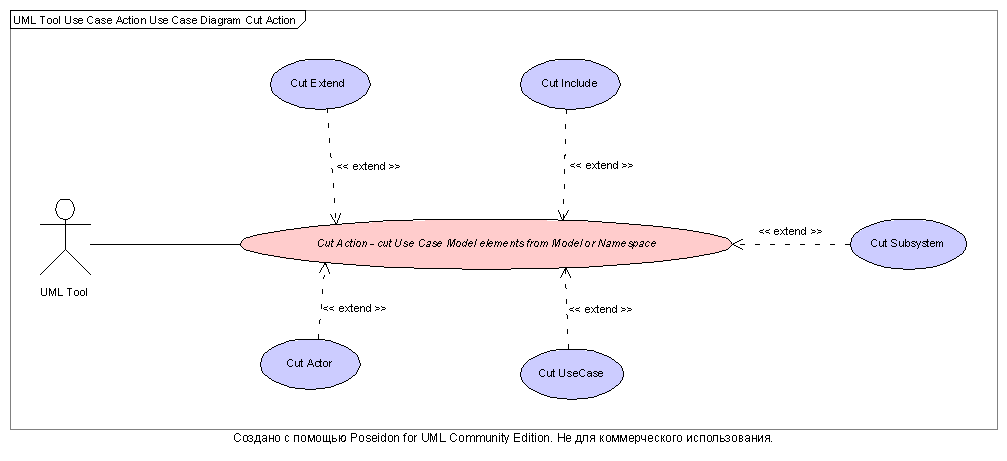 UML Tool Use Case Action Use Case Diagram Cut Action
Cut Extend
Cut Include
<< extend >>
<< extend >>
<< extend >>
Cut Action - cut Use Case Model elements from Model or Namespace
Cut Subsystem
UML Tool
<< extend >>
<< extend >>
Cut Actor
Cut UseCase
Создано с помощью Poseidon for UML Community Edition. Не для коммерческого использования.